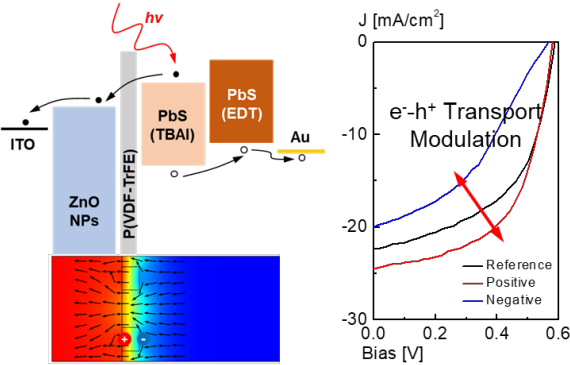 hv
ITO
ZnO
NPs
P(VDF-TrFE)
PbS
(TBAI)
PbS
(EDT)
Au
+
-
J [mA/cm²]
0
-10
-20
-30
e⁻-h⁺ Transport
Modulation
Reference
Positive
Negative
0.0
0.2
0.4
0.6
Bias [V]